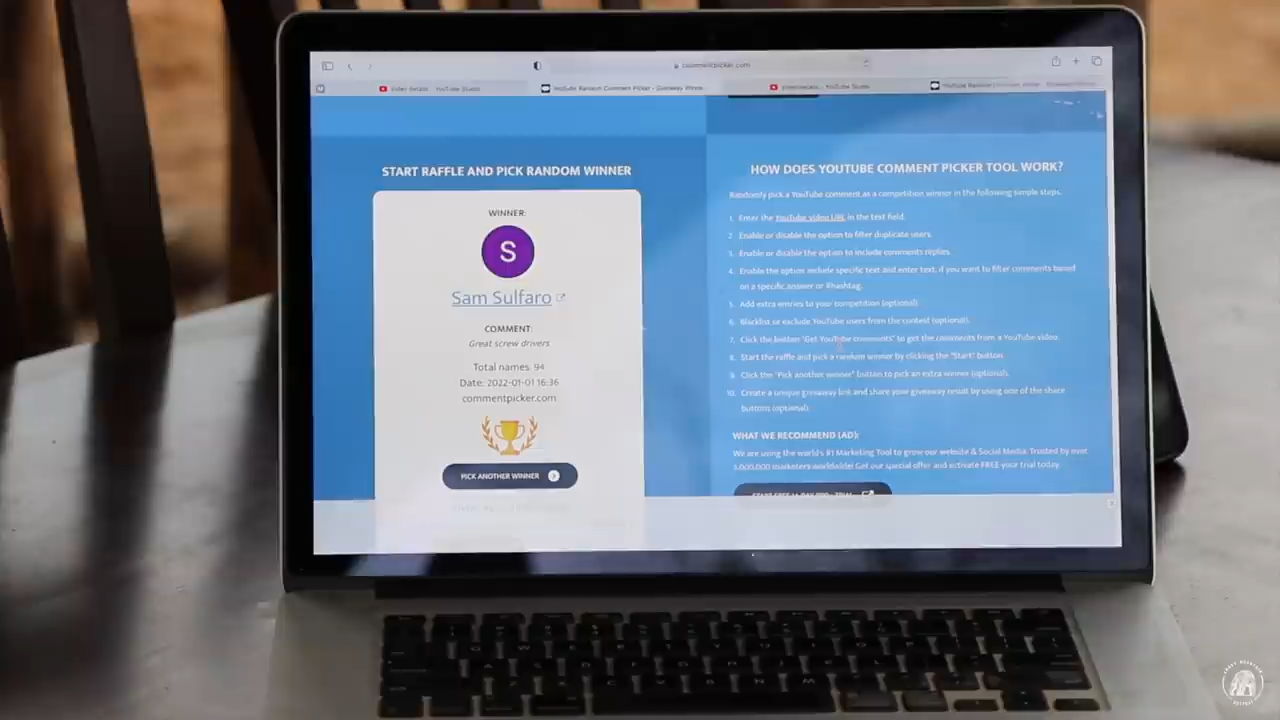 commentpicker.com
Video details - YouTube Studio
YouTube Random Comment Picker - Giveaway Winner
START RAFFLE AND PICK RANDOM WINNER
WINNER:
S
Sam Sulfaro
COMMENT:
Great screw drivers
Total names: 94
Date: 2022-01-01 16:36
commentpicker.com
PICK ANOTHER WINNER
HOW DOES YOUTUBE COMMENT PICKER TOOL WORK?
Randomly pick a YouTube comment as a competition winner in the following simple steps.
1. Enter the YouTube video URL in the text field.
2. Enable or disable the option to filter duplicate users.
3. Enable or disable the option to include comments replies.
4. Enable the option include specific text and enter text, if you want to filter comments based
on a specific answer or #hashtag.
5. Add extra entries to your competition (optional)
6. Blacklist or exclude YouTube users from the contest (optional).
7. Click the button "Get YouTube comments" to get the comments from a YouTube video.
8. Start the raffle and pick a random winner by clicking the "Start" button.
9. Click the "Pick another winner" button to pick an extra winner (optional).
10. Create a unique giveaway link and share your giveaway result by using one of the share
buttons (optional).
WHAT WE RECOMMEND (AD):
We are using the world's #1 Marketing Tool to grow our website & Social Media. Trusted by over
5,000,000 marketers worldwide! Get our special offer and activate FREE your trial today.